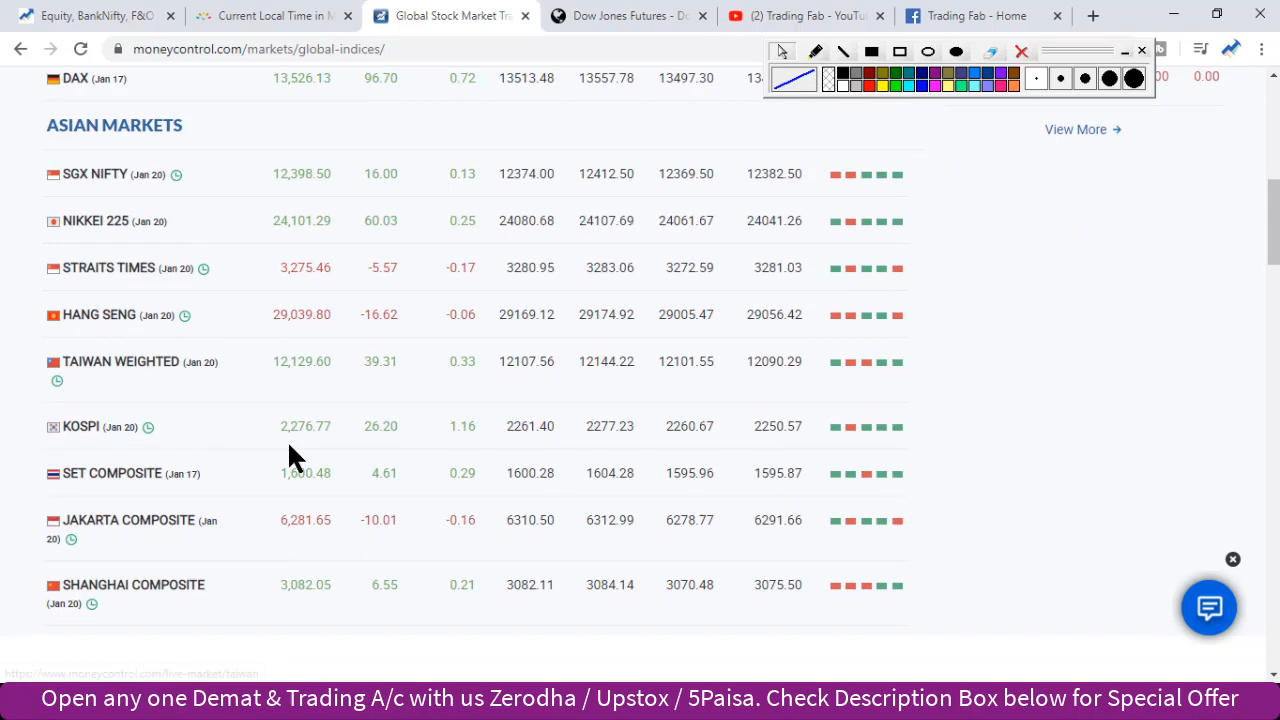 Equity, BankNifty, F&O
Current Local Time in M
Global Stock Market Tra
Dow Jones Futures - Do
(2) Trading Fab - YouTu
Trading Fab - Home
moneycontrol.com/markets/global-indices/
DAX (Jan 17) 13,526.13 96.70 0.72 13513.48 13557.78 13497.30 0.00
ASIAN MARKETS
View More →
SGX NIFTY (Jan 20) 12,398.50 16.00 0.13 12374.00 12412.50 12369.50 12382.50
NIKKEI 225 (Jan 20) 24,101.29 60.03 0.25 24080.68 24107.69 24061.67 24041.26
STRAITS TIMES (Jan 20) 3,275.46 -5.57 -0.17 3280.95 3283.06 3272.59 3281.03
HANG SENG (Jan 20) 29,039.80 -16.62 -0.06 29169.12 29174.92 29005.47 29056.42
TAIWAN WEIGHTED (Jan 20) 12,129.60 39.31 0.33 12107.56 12144.22 12101.55 12090.29
KOSPI (Jan 20) 2,276.77 26.20 1.16 2261.40 2277.23 2260.67 2250.57
SET COMPOSITE (Jan 17) 1,600.48 4.61 0.29 1600.28 1604.28 1595.96 1595.87
JAKARTA COMPOSITE (Jan 6,281.65 -10.01 -0.16 6310.50 6312.99 6278.77 6291.66
20)
SHANGHAI COMPOSITE 3,082.05 6.55 0.21 3082.11 3084.14 3070.48 3075.50
(Jan 20)
https://www.moneycontrol.com/live-market/taiwan
Open any one Demat & Trading A/c with us Zerodha / Upstox / 5Paisa. Check Description Box below for Special Offer